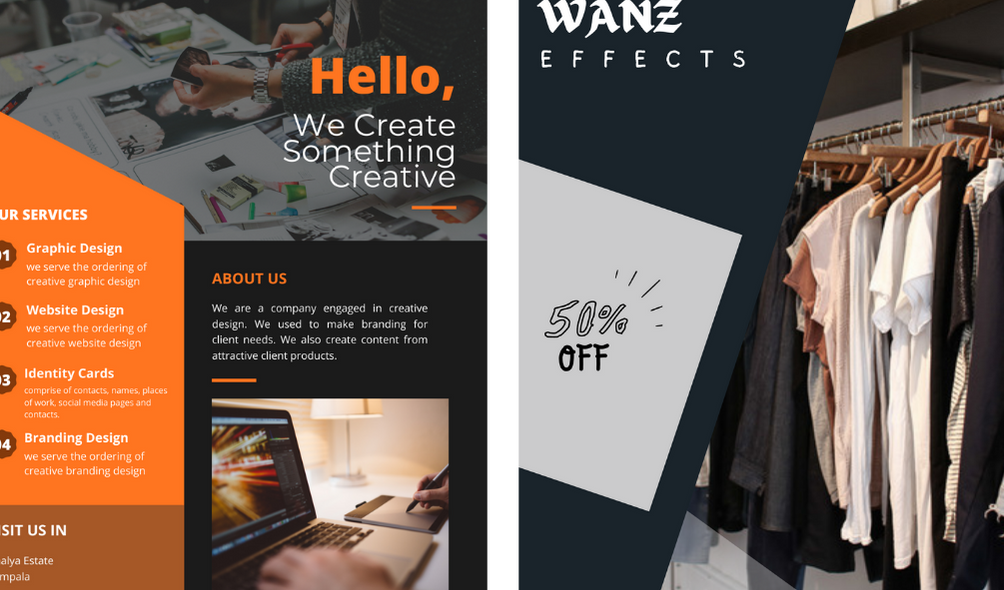 Hello,
We Create
Something
Creative
UR SERVICES
01
Graphic Design
we serve the ordering of
creative graphic design
02
Website Design
we serve the ordering of
creative website design
03
Identity Cards
comprise of contacts, names, places
of work, social media pages and
contacts.
04
Branding Design
we serve the ordering of
creative branding design
ISIT US IN
alya Estate
mpala
ABOUT US
We are a company engaged in creative
design. We used to make branding for
client needs. We also create content from
attractive client products.
WANZ
EFFECTS
50%
OFF